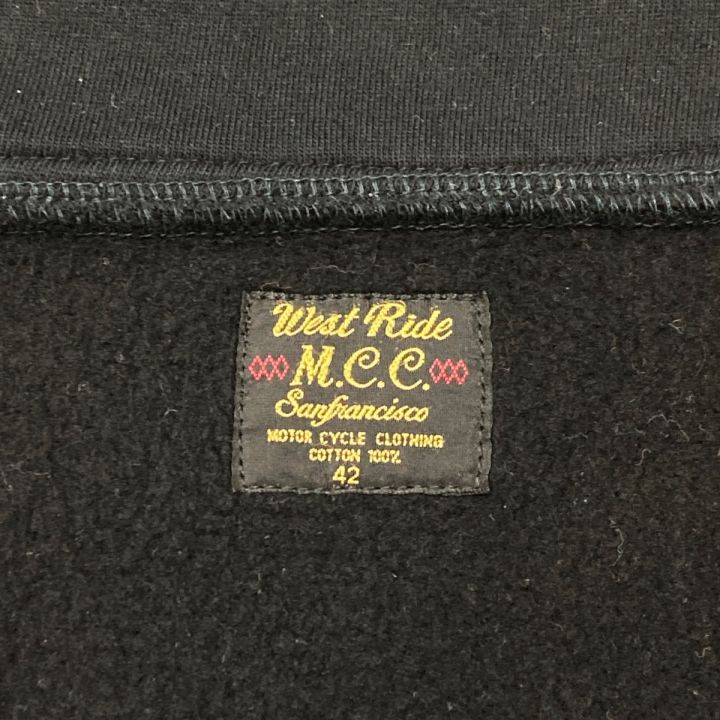 West Ride
M.C.C.
Sanfrancisco
MOTOR CYCLE CLOTHING
COTTON 100%
42